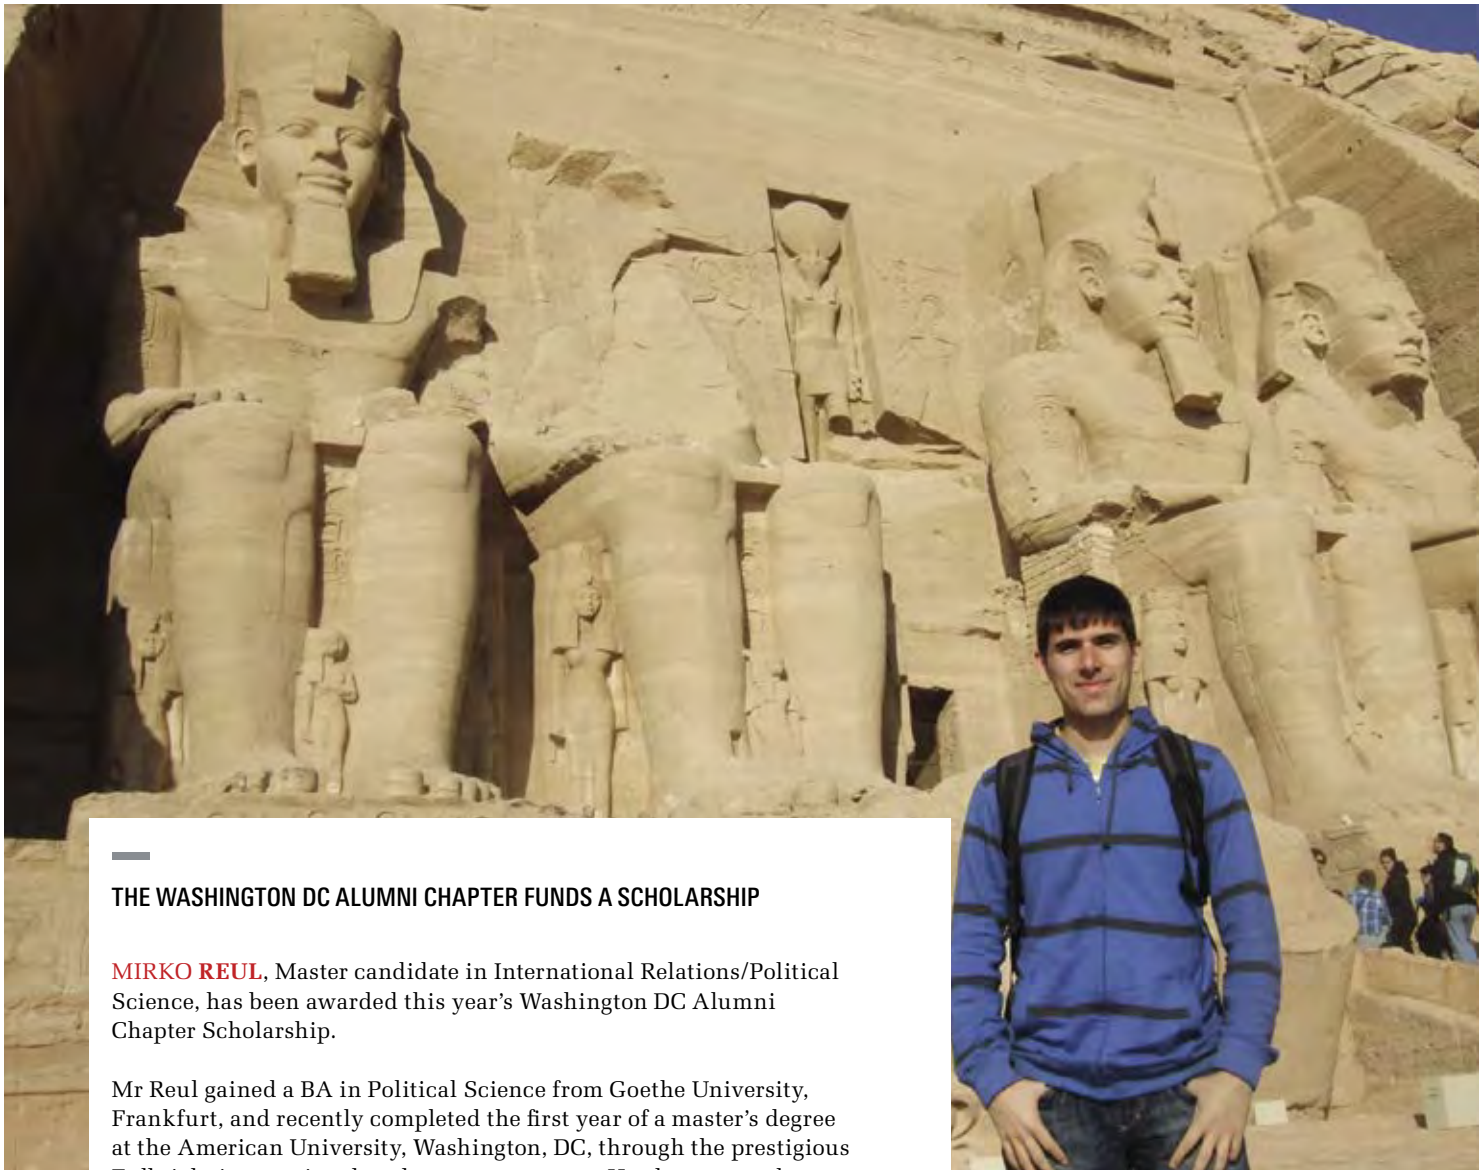 THE WASHINGTON DC ALUMNI CHAPTER FUNDS A SCHOLARSHIP
MIRKO REUL, Master candidate in International Relations/Political
Science, has been awarded this year's Washington DC Alumni
Chapter Scholarship.
Mr Reul gained a BA in Political Science from Goethe University,
Frankfurt, and recently completed the first year of a master's degree
at the American University, Washington, DC, through the prestigious